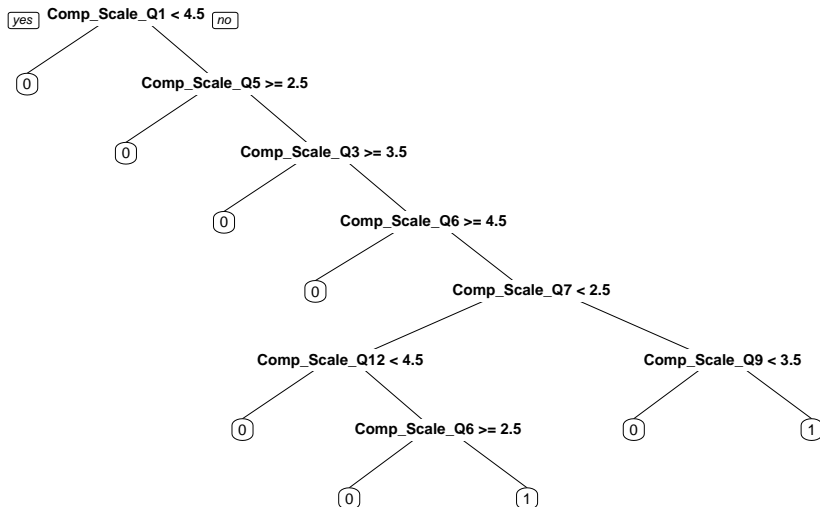 yes Comp_Scale_Q1 < 4.5 no
0 Comp_Scale_Q5 >= 2.5
0 Comp_Scale_Q3 >= 3.5
0 Comp_Scale_Q6 >= 4.5
0 Comp_Scale_Q7 < 2.5
Comp_Scale_Q12 < 4.5 Comp_Scale_Q9 < 3.5
0 Comp_Scale_Q6 >= 2.5 0 1
0 1